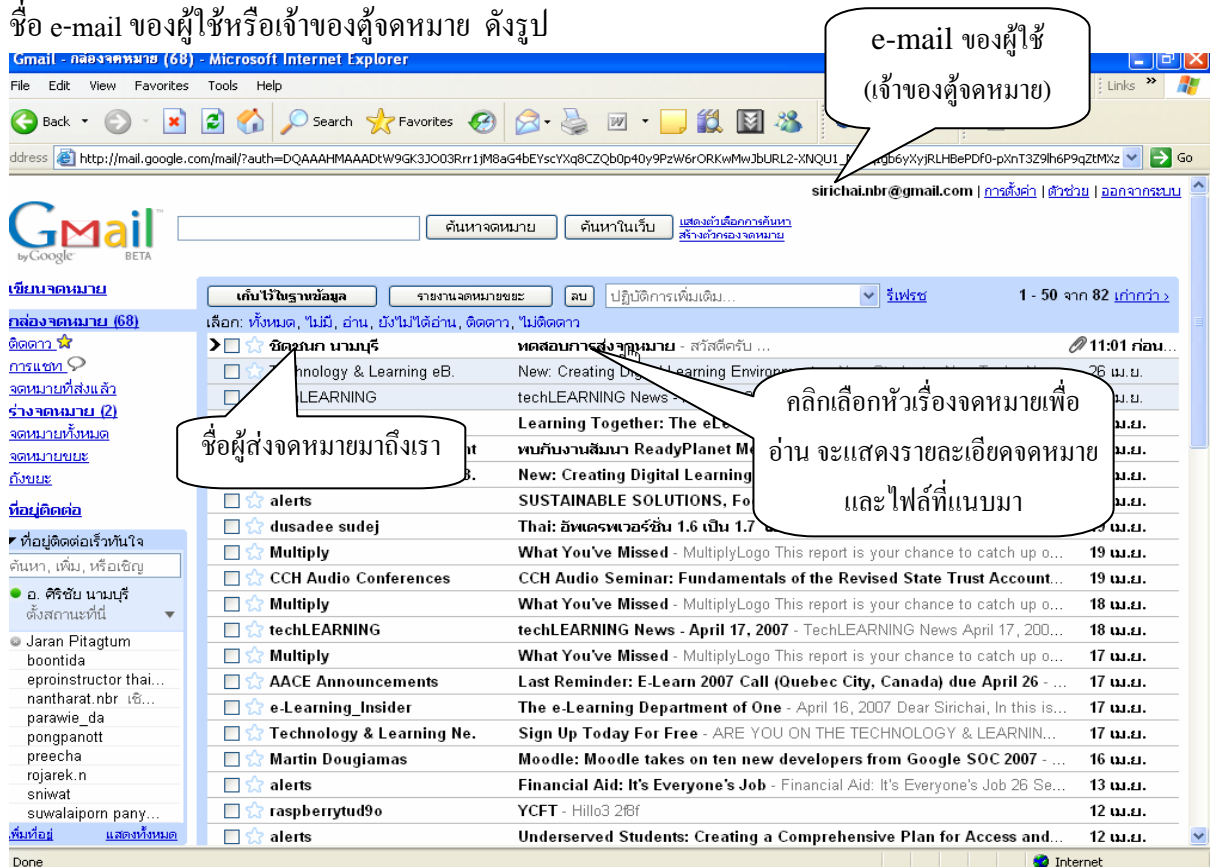 ชื่อ e-mail ของผู้ใช้หรือเจ้าของตู้จดหมาย ดังรูป
e-mail ของผู้ใช้
(เจ้าของตู้จดหมาย)
Gmail - กล่องจดหมาย (68) - Microsoft Internet Explorer
File Edit View Favorites Tools Help
Links
Back Search Favorites
ddress http://mail.google.com/mail/?auth= Go
sirichai.nbr@gmail.com | การตั้งค่า | ตัวช่วย | ออกจากระบบ
Gmail
by Google BETA
ค้นหาจดหมาย ค้นหาในเว็บ แสดงตัวเลือกการค้นหา
สร้างตัวกรองจดหมาย
เขียนจดหมาย
กล่องจดหมาย (68)
ติดดาว
การแชท
จดหมายที่ส่งแล้ว
ร่างจดหมาย (2)
จดหมายทั้งหมด
จดหมายขยะ
ถังขยะ
ที่อยู่ติดต่อ
ที่อยู่ติดต่อเร็วทันใจ
ค้นหา, เพิ่ม, หรือเชิญ
อ. ศิริชัย นามบุรี
ตั้งสถานะที่นี่
Jaran Pitagtum
boontida
eproinstructor thai...
nantharat.nbr เชิ...
parawie_da
pongpanott
preecha
rojarek.n
sniwat
suwalaiporn pany...
เพิ่มที่อยู่ แสดงทั้งหมด
เก็บไว้ในฐานข้อมูล รายงานจดหมายขยะ ลบ ปฏิบัติการเพิ่มเติม... รีเฟรช 1 - 50 จาก 82 เก่ากว่า ›
เลือก: ทั้งหมด, ไม่มี, อ่าน, ยังไม่ได้อ่าน, ติดดาว, ไม่ติดดาว
ชิดชนก นามบุรี ทดสอบการส่งจดหมาย - สวัสดีครับ ... 11:01 ก่อน...
nology & Learning eB. New: Creating Digital Learning 26 เม.ย.
LEARNING techLEARNING News - ม.ย.
Learning Together: The ม.ย.
nt พบกับงานสัมนา ReadyPlanet ม.ย.
New: Creating Digital Learning ม.ย.
alerts SUSTAINABLE SOLUTIONS, ม.ย.
dusadee sudej Thai: อัพเดรพเวอร์ชั่น 1.6 เป็น 1.7 19 เม.ย.
Multiply What You've Missed - MultiplyLogo This report is your chance to catch up o... 19 เม.ย.
CCH Audio Conferences CCH Audio Seminar: Fundamentals of the Revised State Trust Account... 19 เม.ย.
Multiply What You've Missed - MultiplyLogo This report is your chance to catch up o... 18 เม.ย.
techLEARNING techLEARNING News - April 17, 2007 - TechLEARNING News April 17, 200... 18 เม.ย.
Multiply What You've Missed - MultiplyLogo This report is your chance to catch up o... 17 เม.ย.
AACE Announcements Last Reminder: E-Learn 2007 Call (Quebec City, Canada) due April 26 - ... 17 เม.ย.
e-Learning_Insider The e-Learning Department of One - April 16, 2007 Dear Sirichai, In this is... 17 เม.ย.
Technology & Learning Ne. Sign Up Today For Free - ARE YOU ON THE TECHNOLOGY & LEARNIN... 17 เม.ย.
Martin Dougiamas Moodle: Moodle takes on ten new developers from Google SOC 2007 - ... 16 เม.ย.
alerts Financial Aid: It's Everyone's Job - Financial Aid: It's Everyone's Job 26 Se... 13 เม.ย.
raspberrytud9o YCFT - Hillo3 2f8f 12 เม.ย.
alerts Underserved Students: Creating a Comprehensive Plan for Access and... 12 เม.ย.
ชื่อผู้ส่งจดหมายมาถึงเรา
คลิกเลือกหัวเรื่องจดหมายเพื่อ
อ่าน จะแสดงรายละเอียดจดหมาย
และไฟล์ที่แนบมา
Done Internet